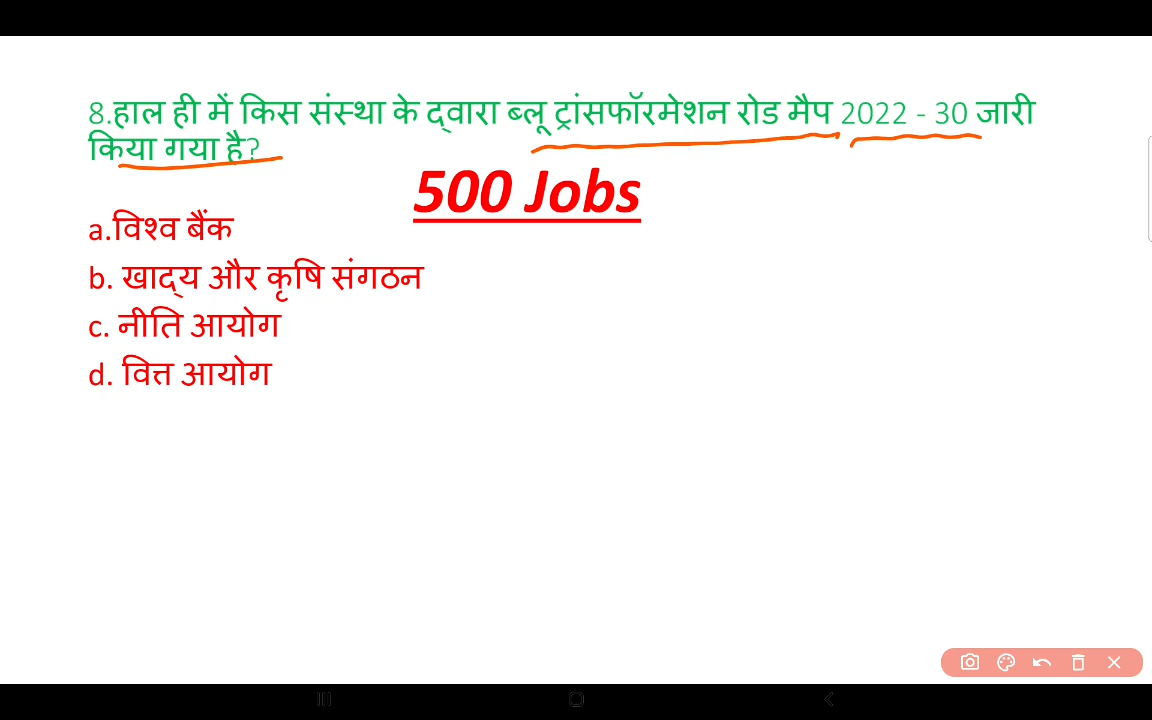 8.हाल ही में किस संस्था के द्वारा ब्लू ट्रांसफॉरमेशन रोड मैप 2022 - 30 जारी
किया गया है?
500 Jobs
a.विश्व बैंक
b. खाद्य और कृषि संगठन
c. नीति आयोग
d. वित्त आयोग